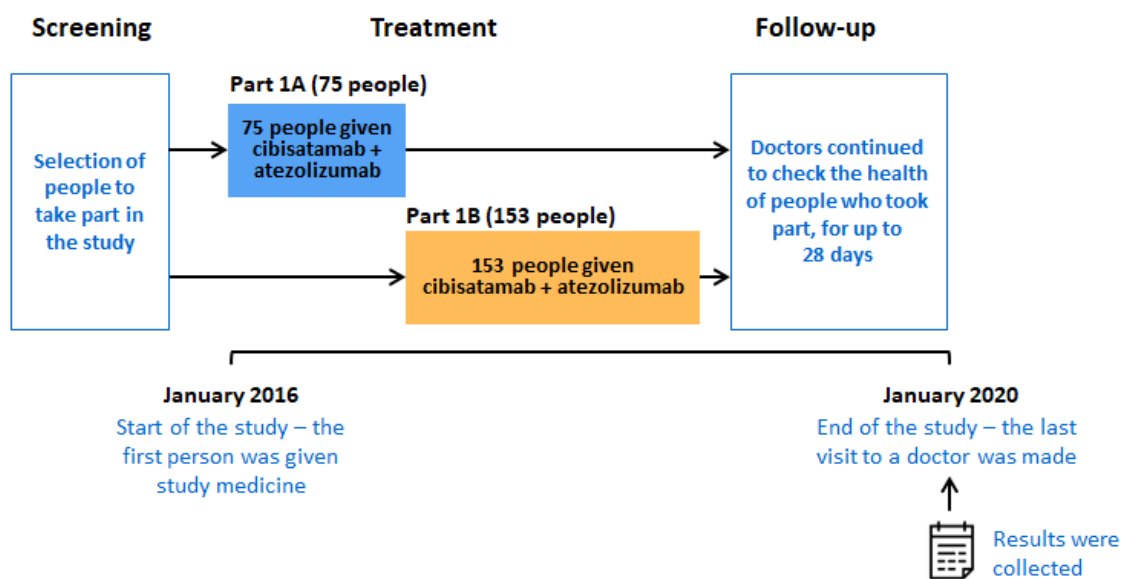 Screening
Treatment
Follow-up
Part 1A (75 people)
75 people given
cibisatamab +
atezolizumab
Selection of
people to
take part in
the study
Doctors continued
to check the health
of people who took
part, for up to
28 days
Part 1B (153 people)
153 people given
cibisatamab + atezolizumab
January 2016
Start of the study – the
first person was given
study medicine
January 2020
End of the study – the last
visit to a doctor was made
Results were
collected